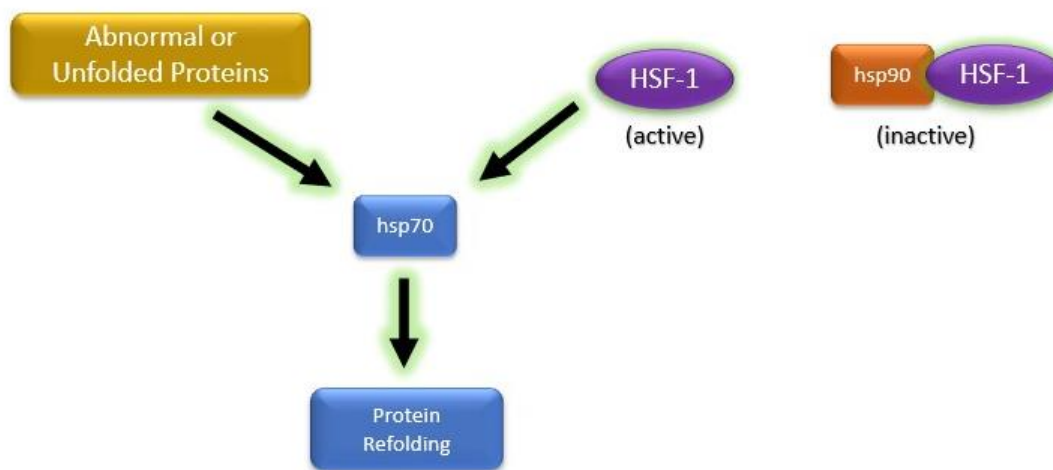 Abnormal or
Unfolded Proteins
HSF-1
(active)
hsp90
HSF-1
(inactive)
hsp70
Protein
Refolding